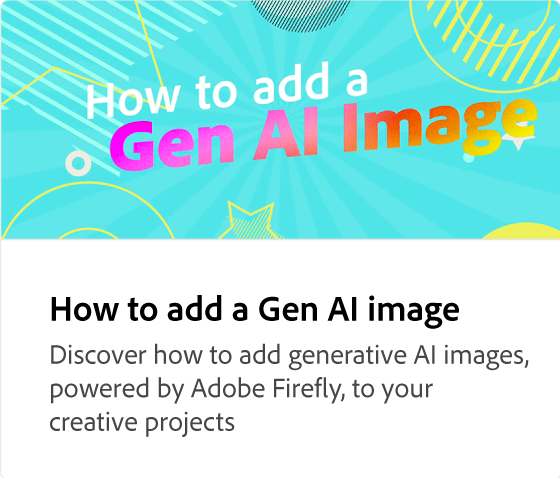 How to add a
Gen AI Image
How to add a Gen AI image
Discover how to add generative AI images,
powered by Adobe Firefly, to your
creative projects